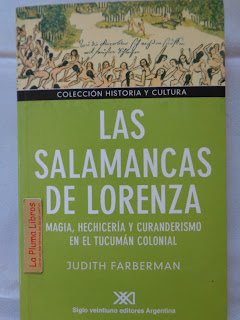 COLECCIÓN HISTORIA Y CULTURA
LAS
SALAMANCAS
DE LORENZA
MAGIA, HECHICERÍA Y CURANDERISMO
EN EL TUCUMÁN COLONIAL
La Pluma Libros
JUDITH FARBERMAN
XXI
Siglo veintiuno editores Argentina